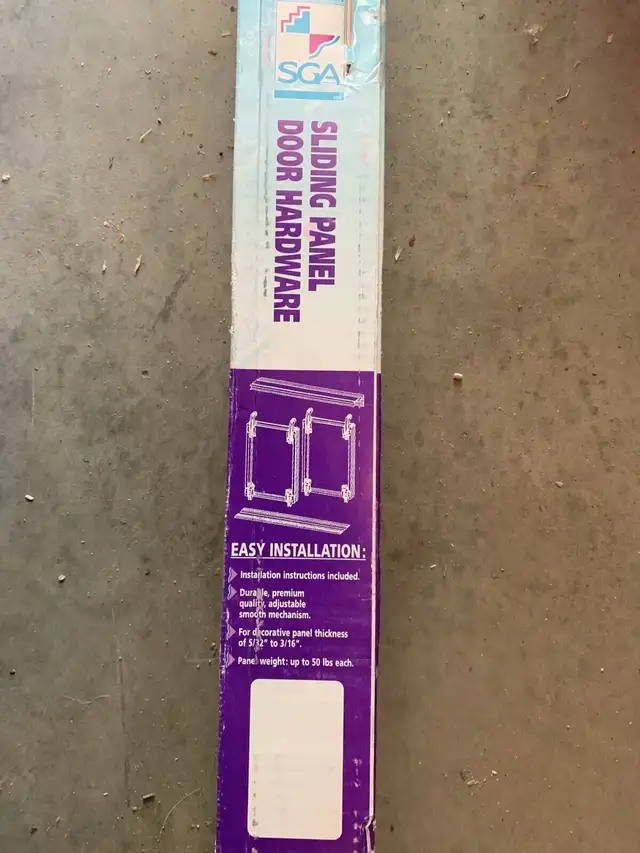 SGA
SLIDING PANEL
DOOR HARDWARE
EASY INSTALLATION:
Installation instructions included.
Durable, premium
quality, adjustable
smooth mechanism.
For decorative panel thickness
of 5/32" to 3/16".
Panel weight: up to 50 lbs each.